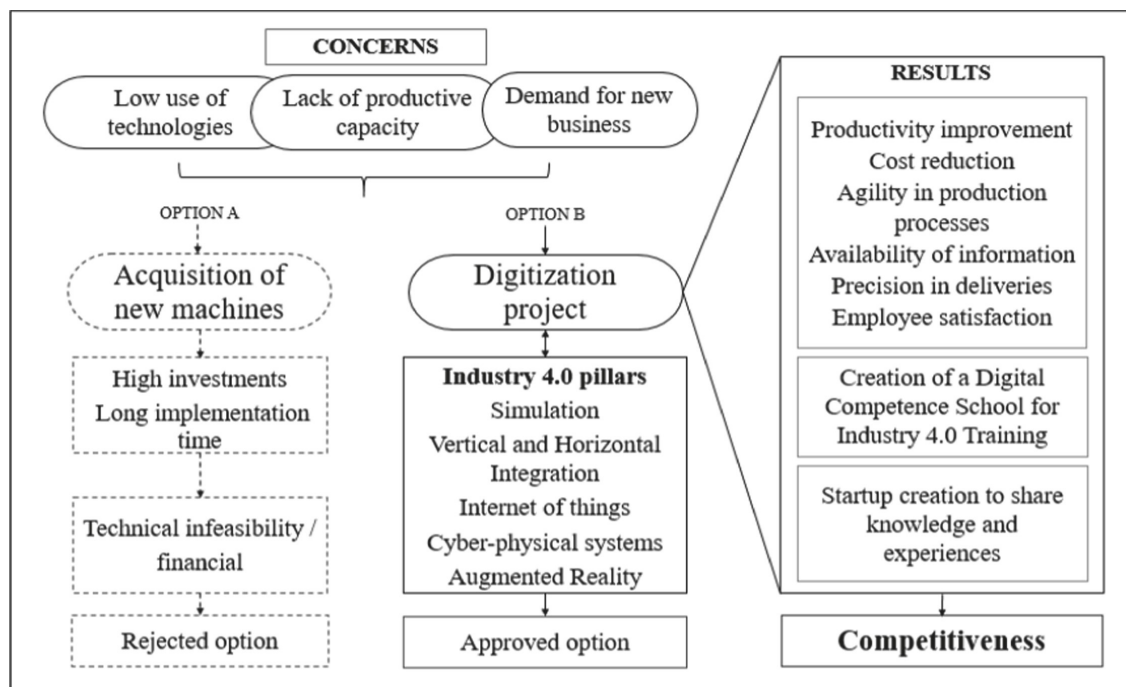 CONCERNS
Low use of
technologies
Lack of productive
capacity
Demand for new
business
OPTION A
Acquisition of
new machines
High investments
Long implementation
time
Technical infeasibility /
financial
Rejected option
OPTION B
Digitization
project
Industry 4.0 pillars
Simulation
Vertical and Horizontal
Integration
Internet of things
Cyber-physical systems
Augmented Reality
Approved option
RESULTS
Productivity improvement
Cost reduction
Agility in production
processes
Availability of information
Precision in deliveries
Employee satisfaction
Creation of a Digital
Competence School for
Industry 4.0 Training
Startup creation to share
knowledge and
experiences
Competitiveness